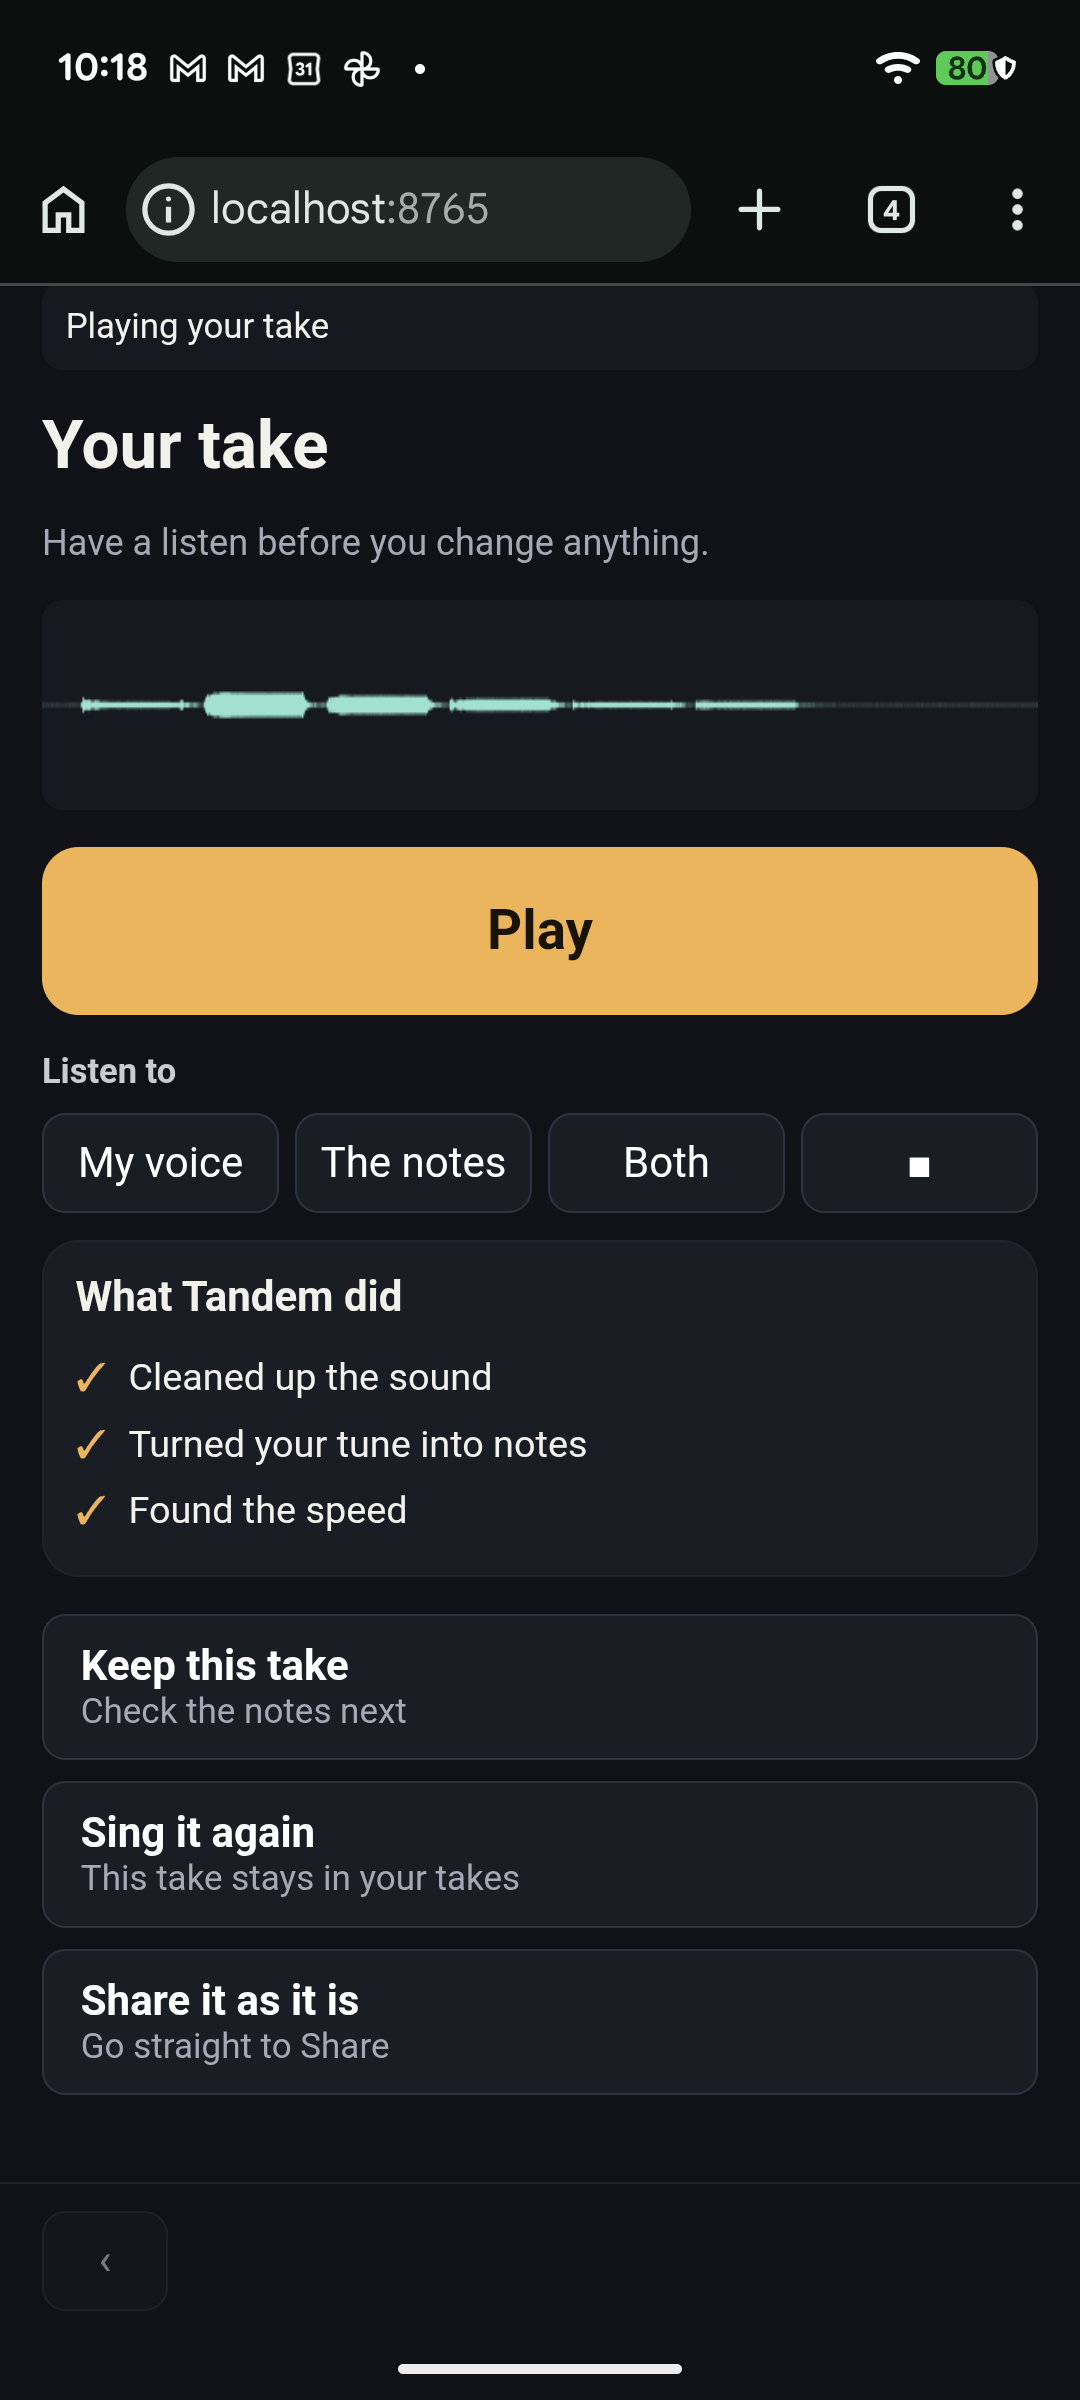 10:18
31
80
localhost:8765
4
Playing your take
Your take
Have a listen before you change anything.
Play
Listen to
My voice
The notes
Both
What Tandem did
✓ Cleaned up the sound
✓ Turned your tune into notes
✓ Found the speed
Keep this take
Check the notes next
Sing it again
This take stays in your takes
Share it as it is
Go straight to Share
‹